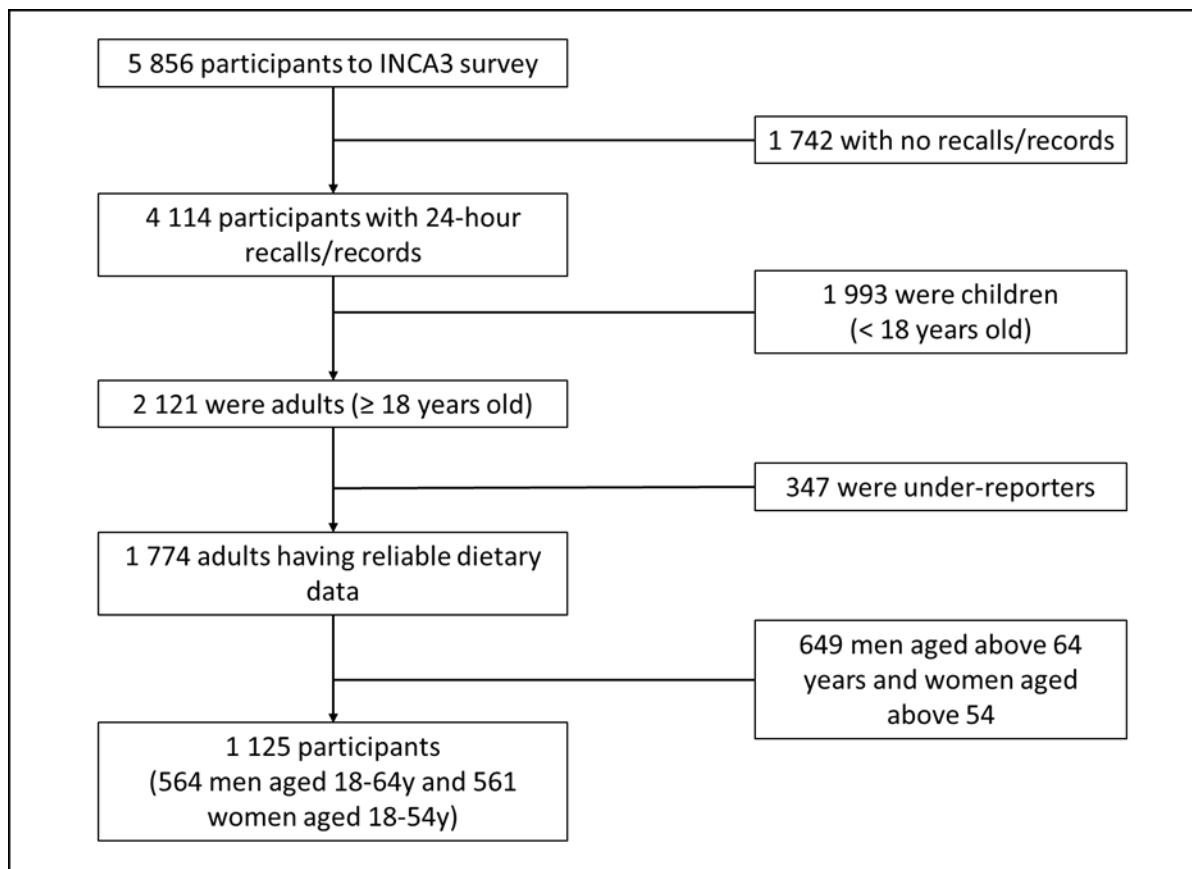 5 856 participants to INCA3 survey
1 742 with no recalls/records
4 114 participants with 24-hour
recalls/records
1 993 were children
(< 18 years old)
2 121 were adults (≥ 18 years old)
347 were under-reporters
1 774 adults having reliable dietary
data
649 men aged above 64
years and women aged
above 54
1 125 participants
(564 men aged 18-64y and 561
women aged 18-54y)